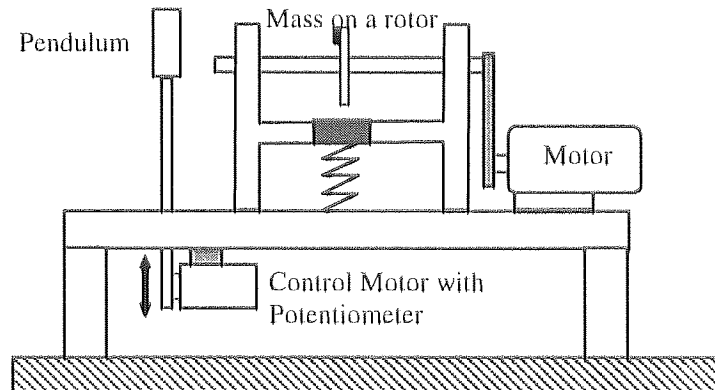 Mass on a rotor
Pendulum
Motor
Control Motor with
Potentiometer